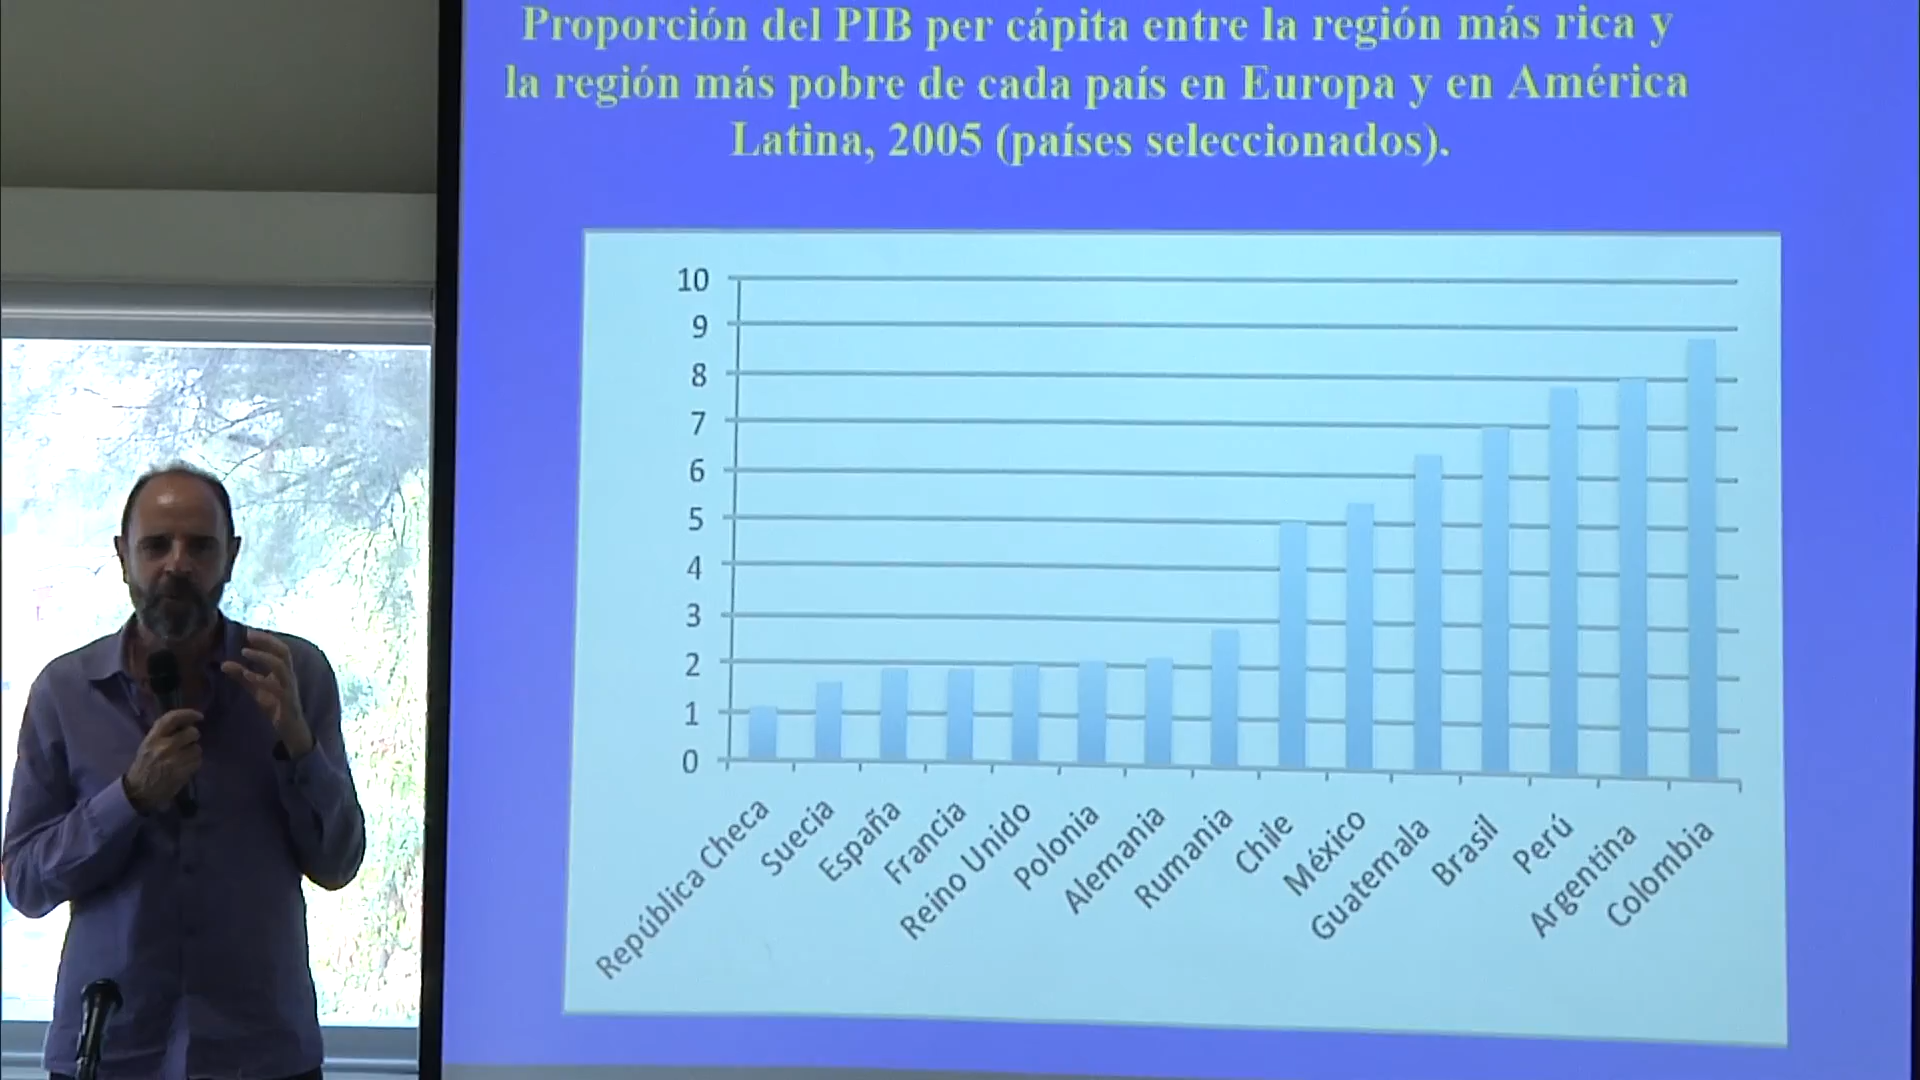 Proporción del PIB per cápita entre la región más rica y
la región más pobre de cada país en Europa y en América
Latina, 2005 (países seleccionados).
10
9
8
7
6
5
4
3
2
1
0
República Checa
Suecia
España
Francia
Reino Unido
Polonia
Alemania
Rumania
Chile
México
Guatemala
Brasil
Perú
Argentina
Colombia